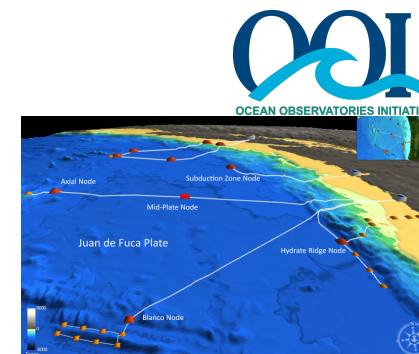 OOI
OCEAN OBSERVATORIES INITIATI
Axial Node
Subduction Zone Node
Mid-Plate Node
Juan de Fuca Plate
Hydrate Ridge Node
Blanco Node